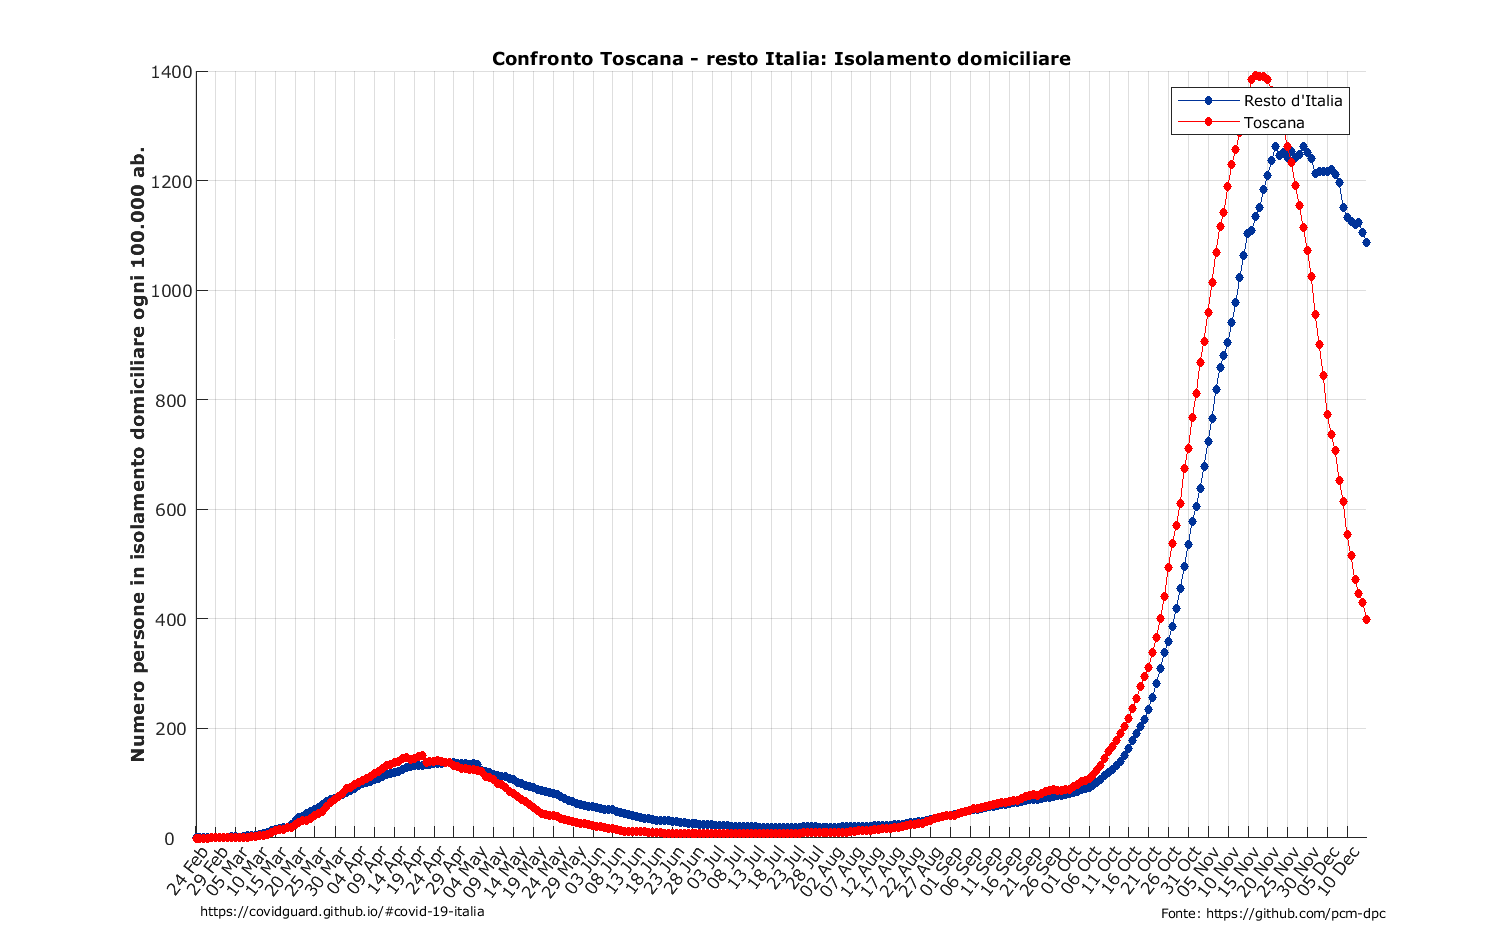 Confronto Toscana - resto Italia: Isolamento domiciliare
Numero persone in isolamento domiciliare ogni 100.000 ab.
1400
1200
1000
800
600
400
200
0
Resto d'Italia
Toscana
24 Feb
29 Feb
05 Mar
10 Mar
15 Mar
20 Mar
25 Mar
30 Mar
04 Apr
09 Apr
14 Apr
19 Apr
24 Apr
29 Apr
04 May
09 May
14 May
19 May
24 May
29 May
03 Jun
08 Jun
13 Jun
18 Jun
23 Jun
28 Jun
03 Jul
08 Jul
13 Jul
18 Jul
23 Jul
28 Jul
02 Aug
07 Aug
12 Aug
17 Aug
22 Aug
27 Aug
01 Sep
06 Sep
11 Sep
16 Sep
21 Sep
26 Sep
01 Oct
06 Oct
11 Oct
16 Oct
21 Oct
26 Oct
31 Oct
05 Nov
10 Nov
15 Nov
20 Nov
25 Nov
30 Nov
05 Dec
10 Dec
https://covidguard.github.io/#covid-19-italia
Fonte: https://github.com/pcm-dpc